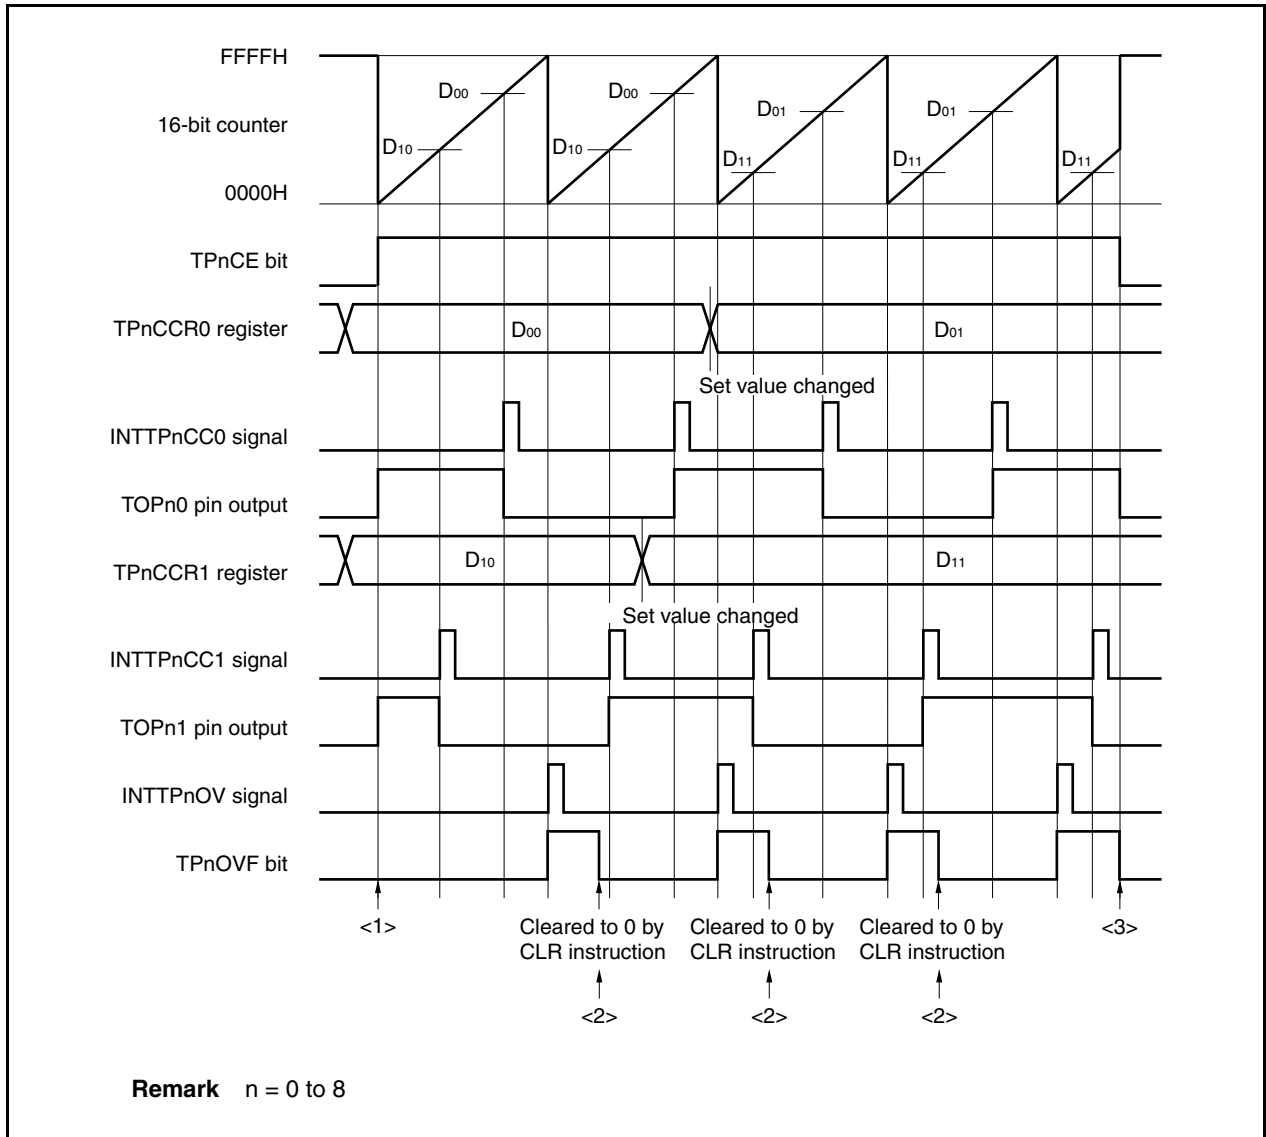 FFFFH
D00 D00 D01 D01
16-bit counter
D10 D10 D11 D11 D11
0000H
TPnCE bit
TPnCCR0 register D00 D01
Set value changed
INTTPnCC0 signal
TOPn0 pin output
TPnCCR1 register D10 D11
Set value changed
INTTPnCC1 signal
TOPn1 pin output
INTTPnOV signal
TPnOVF bit
<1> Cleared to 0 by Cleared to 0 by Cleared to 0 by <3>
CLR instruction CLR instruction CLR instruction
<2> <2> <2>
Remark n = 0 to 8